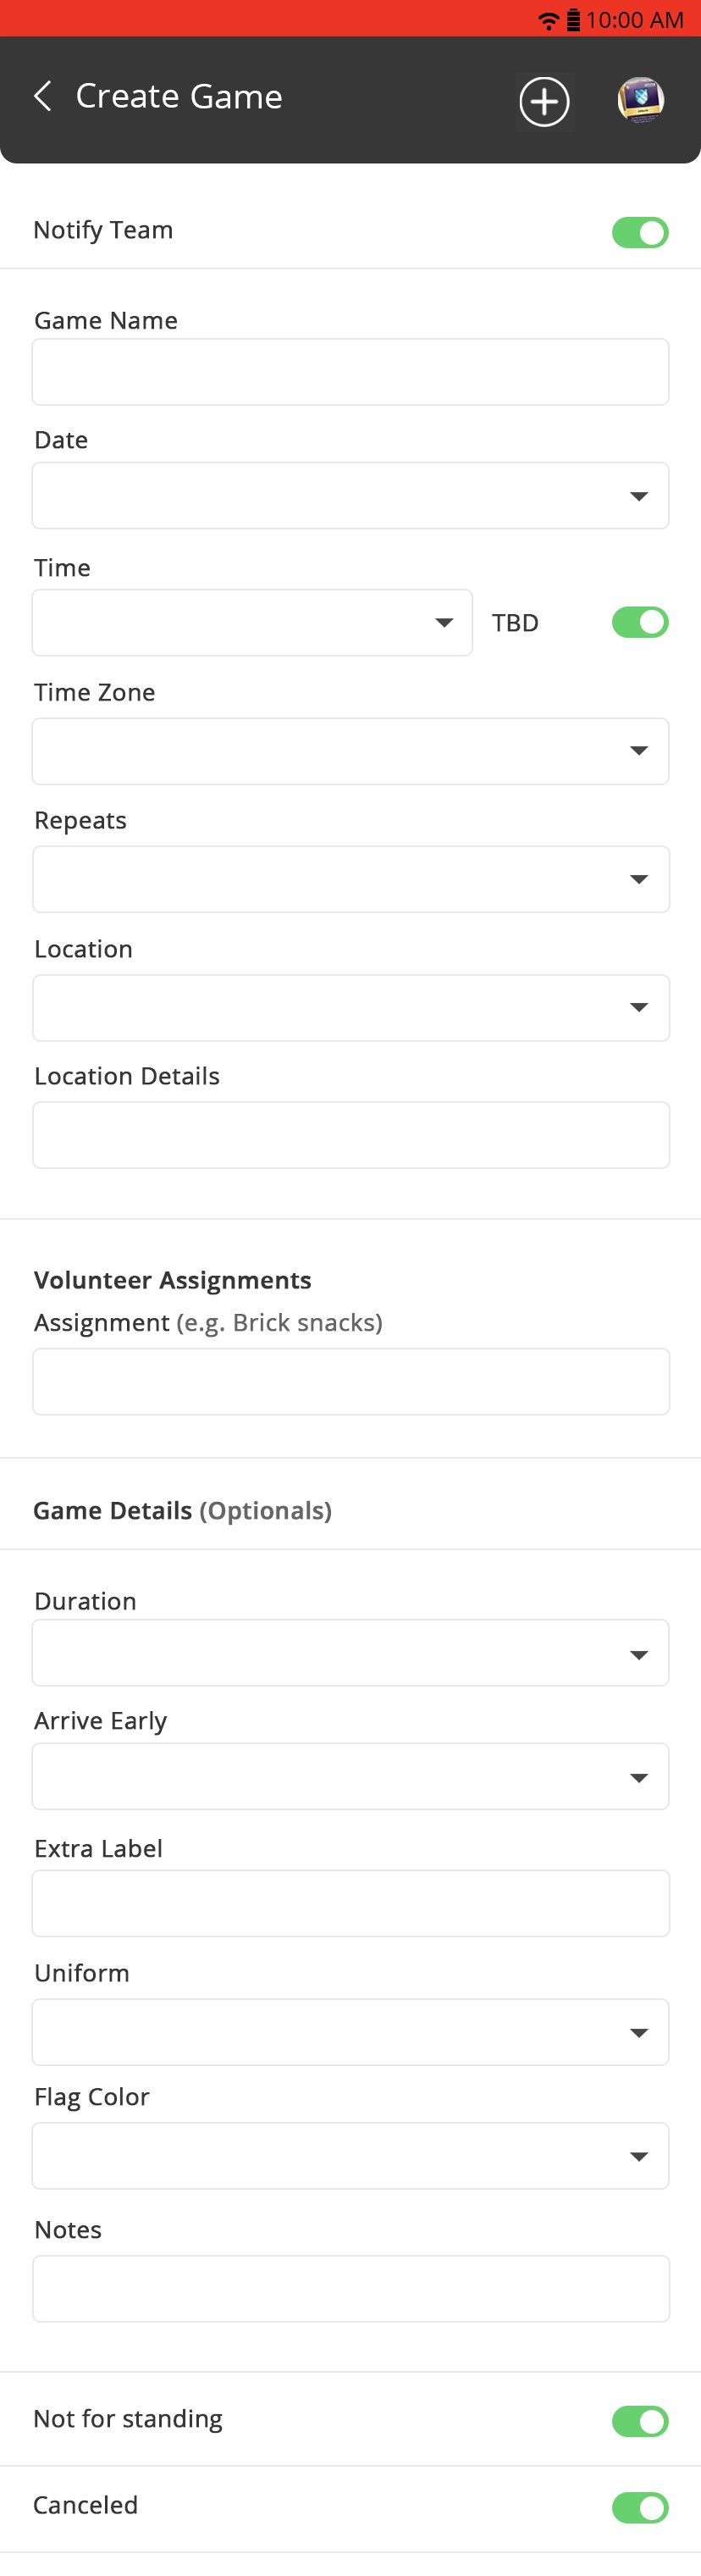 10:00 AM
Create Game
Notify Team
Game Name
Date
Time
TBD
Time Zone
Repeats
Location
Location Details
Volunteer Assignments
Assignment (e.g. Brick snacks)
Game Details (Optionals)
Duration
Arrive Early
Extra Label
Uniform
Flag Color
Notes
Not for standing
Canceled